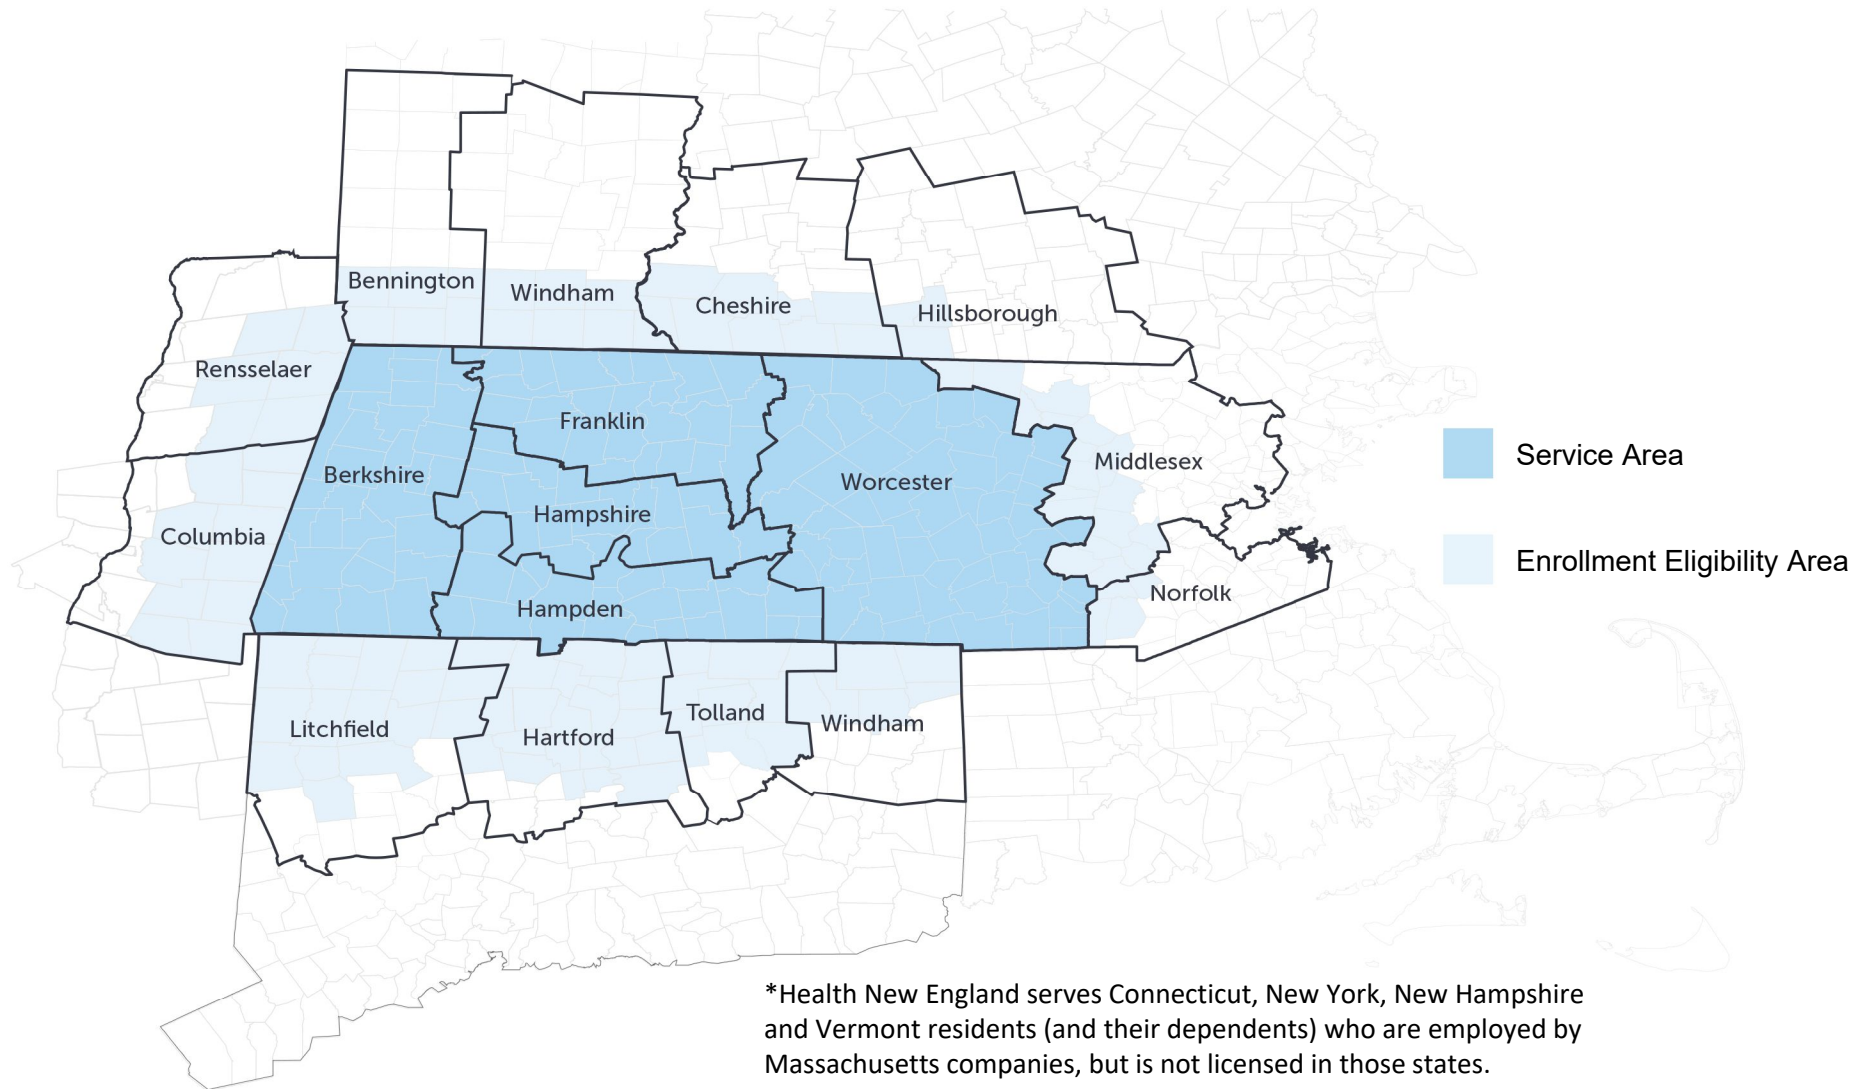 Bennington
Windham
Cheshire
Hillsborough
Rensselaer
Franklin
Berkshire
Worcester
Middlesex
Service Area
Hampshire
Columbia
Enrollment Eligibility Area
Hampden
Norfolk
Litchfield
Hartford
Tolland
Windham
*Health New England serves Connecticut, New York, New Hampshire
and Vermont residents (and their dependents) who are employed by
Massachusetts companies, but is not licensed in those states.